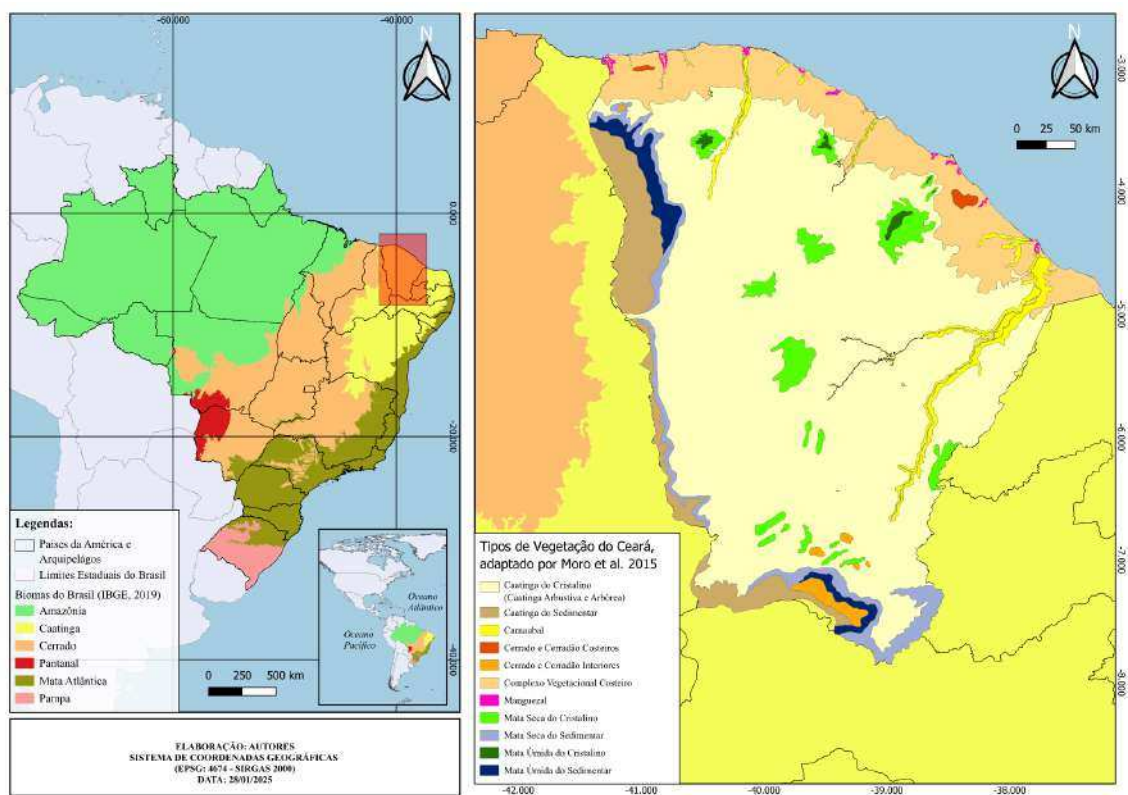 -60.000
-40.000
N
0.000
-20.000
-40.000
Legendas:
Países da América e
Arquipelágos
Limites Estaduais do Brasil
Biomas do Brasil (IBGE, 2019)
Amazônia
Caatinga
Cerrado
Pantanal
Mata Atlântica
Pampa
0 250 500 km
Oceano
Atlântico
Oceano
Pacífico
ELABORAÇÃO: AUTORES
SISTEMA DE COORDENADAS GEOGRÁFICAS
(EPSG: 4674 - SIRGAS 2000)
DATA: 28/01/2025
N
0 25 50 km
-3.000
-4.000
-5.000
-6.000
-7.000
-8.000
Tipos de Vegetação do Ceará,
adaptado por Moro et al. 2015
Caatinga do Cristalino
(Caatinga Arbustiva e Arbórea)
Caatinga do Sedimentar
Carnaubal
Cerrado e Cerradão Costeiros
Cerrado e Cerradão Interiores
Complexo Vegetacional Costeiro
Manguezal
Mata Seca do Cristalino
Mata Seca do Sedimentar
Mata Úmida do Cristalino
Mata Úmida do Sedimentar
-42.000
-41.000
-40.000
-39.000
-38.000